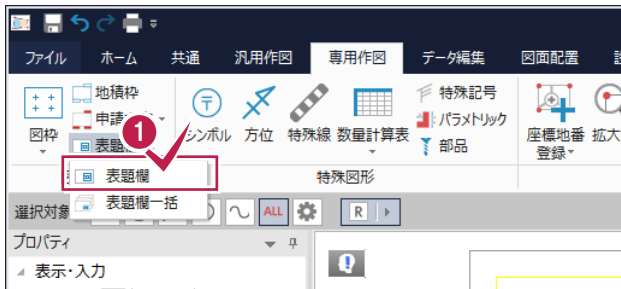 ファイル ホーム 共通 汎用作図 専用作図 データ編集 図面配置
図枠
地積枠
申請
表題
シンボル
方位
特殊線
数量計算表
特殊記号
パラメトリック
部品
座標地番
登録
拡大
1
表題欄
表題欄一括
特殊図形
選択対象
ALL
R
プロパティ
表示・入力